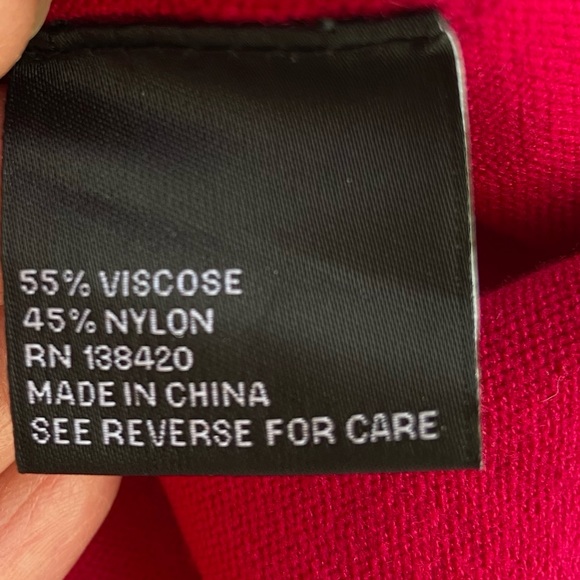 55% VISCOSE
45% NYLON
RN 138420
MADE IN CHINA
SEE REVERSE FOR CARE